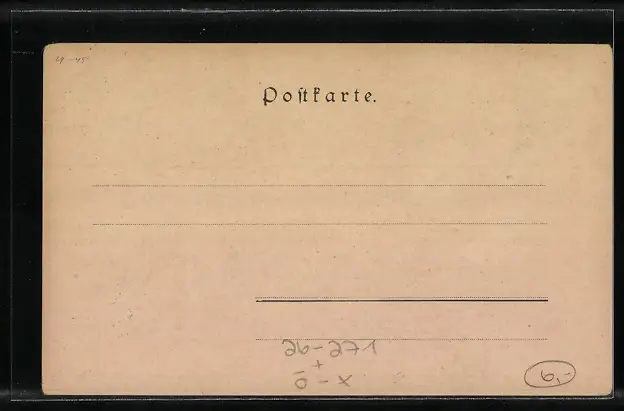 Postkarte.
26-271
+
ō - x
6,-